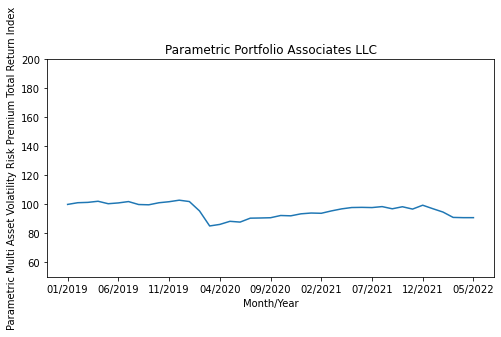 Parametric Portfolio Associates LLC
Parametric Multi Asset Volatility Risk Premium Total Return Index
200
180
160
140
120
100
80
60
01/2019 06/2019 11/2019 04/2020 09/2020 02/2021 07/2021 12/2021 05/2022
Month/Year